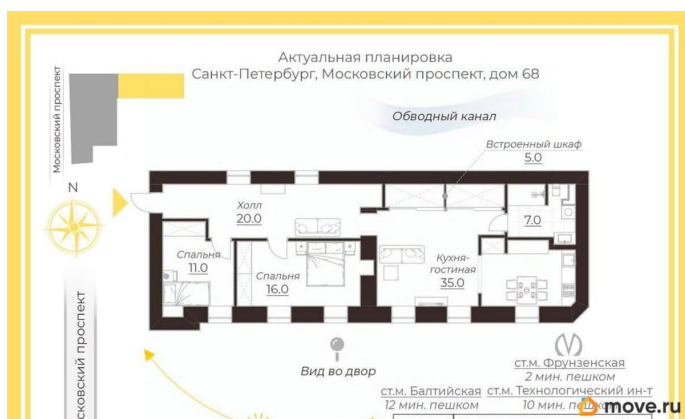 Актуальная планировка
Санкт-Петербург, Московский проспект, дом 68
Московский проспект
Обводный канал
Встроенный шкаф
5.0
N
Холл
20.0
7.0
Спальня
11.0
Спальня
16.0
Кухня-
гостиная
35.0
Московский проспект
Вид во двор
ст.м. Фрунзенская
2 мин. пешком
ст.м. Балтийская
12 мин. пешком
ст.м. Технологический ин-т
10 мин. пешком
move.ru